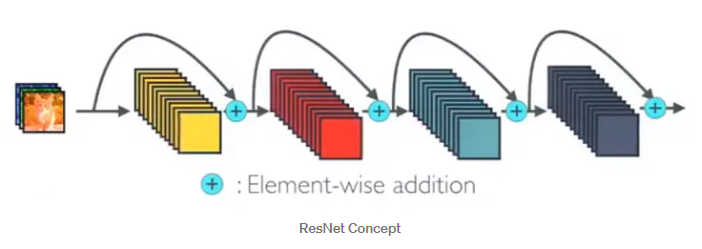 + : Element-wise addition
ResNet Concept